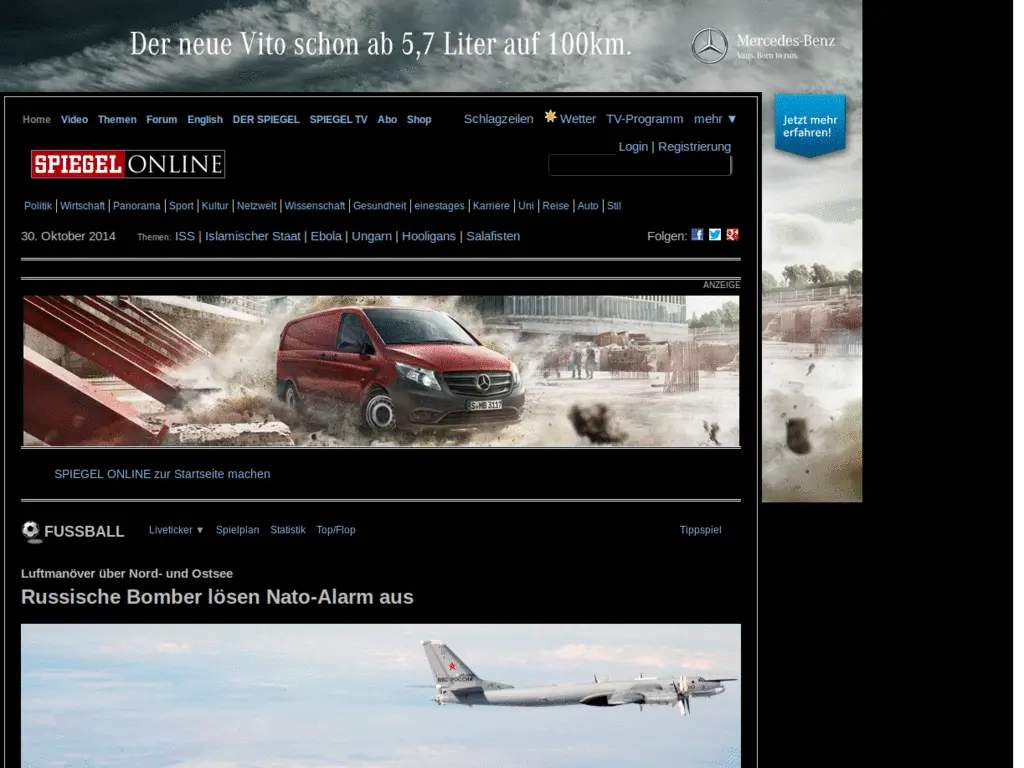 Der neue Vito schon ab 5,7 Liter auf 100km.
Mercedes-Benz
Vans. Born to run.
Jetzt mehr
erfahren!
Home Video Themen Forum English DER SPIEGEL SPIEGEL TV Abo Shop Schlagzeilen Wetter TV-Programm mehr ▼
Login | Registrierung
SPIEGEL ONLINE
Politik | Wirtschaft | Panorama | Sport | Kultur | Netzwelt | Wissenschaft | Gesundheit | einestages | Karriere | Uni | Reise | Auto | Stil
30. Oktober 2014 Themen: ISS | Islamischer Staat | Ebola | Ungarn | Hooligans | Salafisten Folgen:
ANZEIGE
S-MB 3117
SPIEGEL ONLINE zur Startseite machen
FUSSBALL Liveticker ▼ Spielplan Statistik Top/Flop Tippspiel
Luftmanöver über Nord- und Ostsee
Russische Bomber lösen Nato-Alarm aus
ВВС РОССИИ